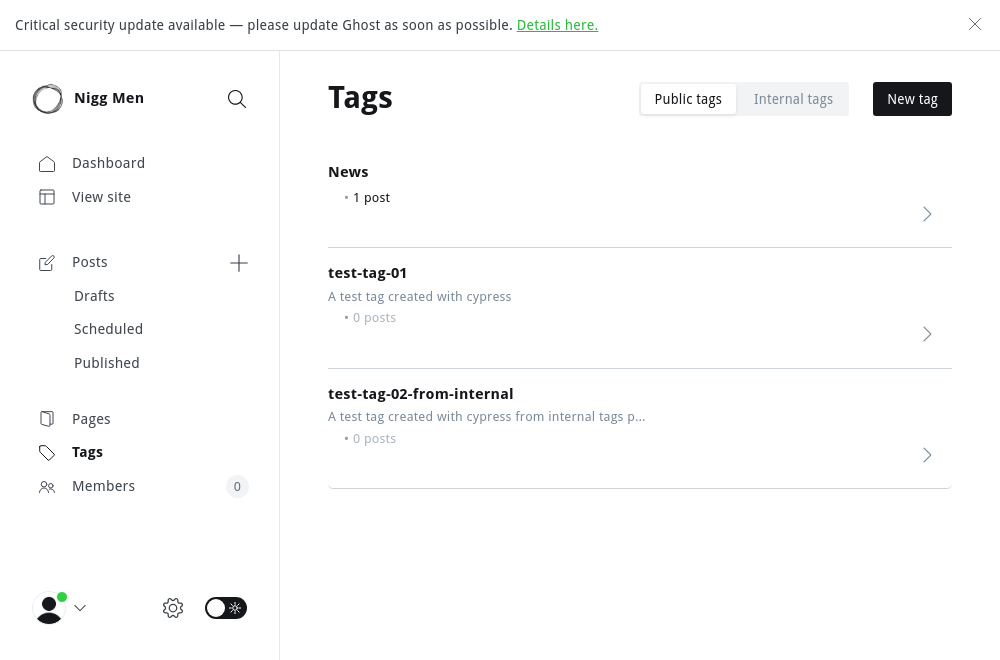 Critical security update available — please update Ghost as soon as possible. Details here.
Nigg Men
Dashboard
View site
Posts
Drafts
Scheduled
Published
Pages
Tags
Members
0
Tags
Public tags
Internal tags
New tag
News
• 1 post
test-tag-01
A test tag created with cypress
• 0 posts
test-tag-02-from-internal
A test tag created with cypress from internal tags p...
• 0 posts